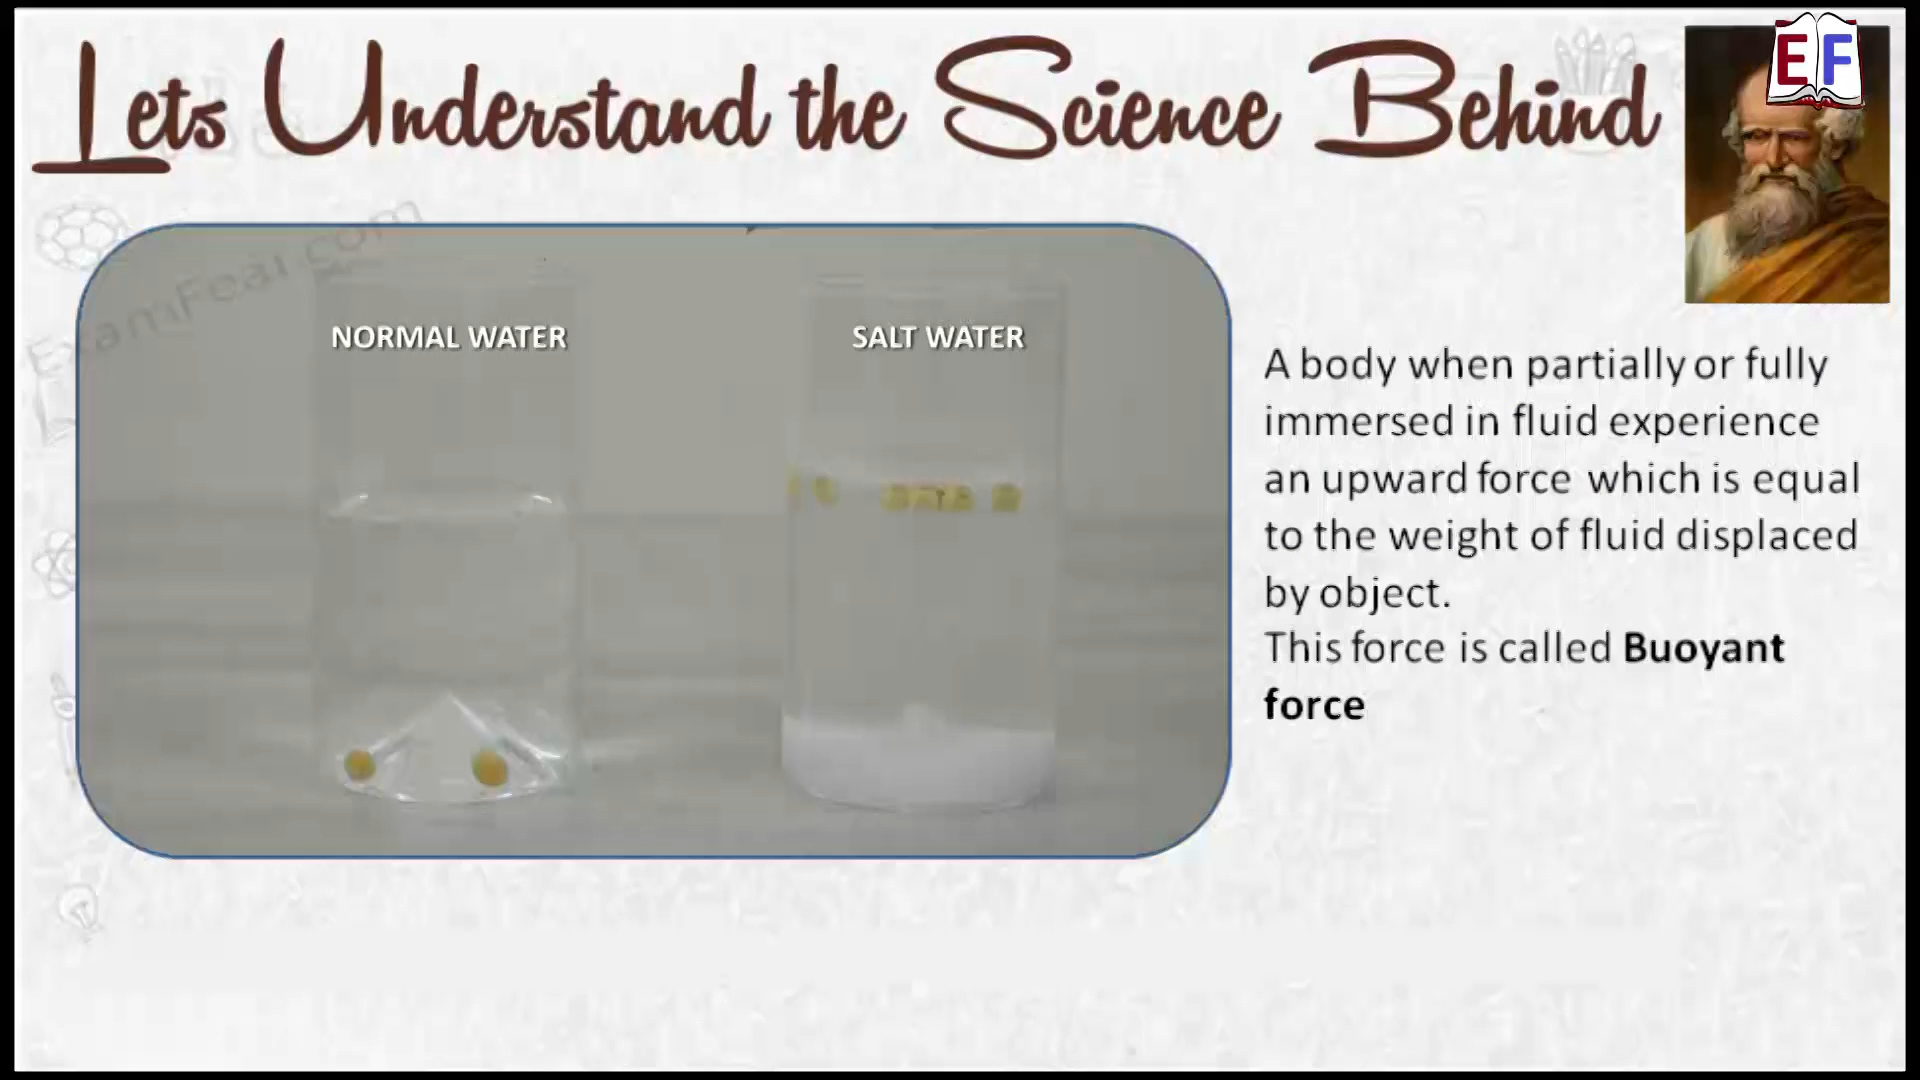 Lets Understand the Science Behind
EF
ExamFear.com
NORMAL WATER
SALT WATER
A body when partially or fully
immersed in fluid experience
an upward force which is equal
to the weight of fluid displaced
by object.
This force is called Buoyant
force